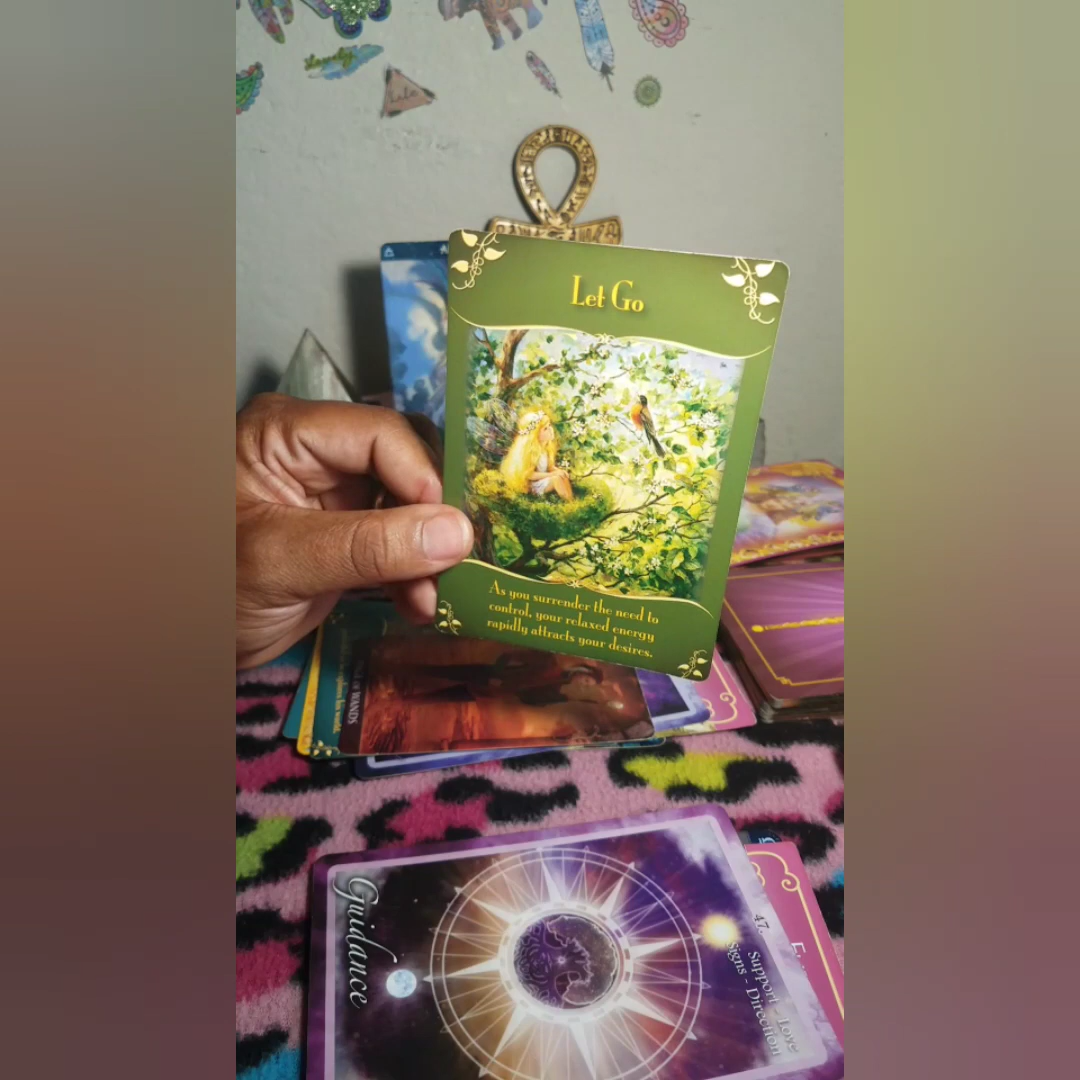 Lovely
Let Go
As you surrender the need to
control, your relaxed energy
rapidly attracts your desires.
OF WANDS
Guidance
47.
Support - Love
Signs - Direction